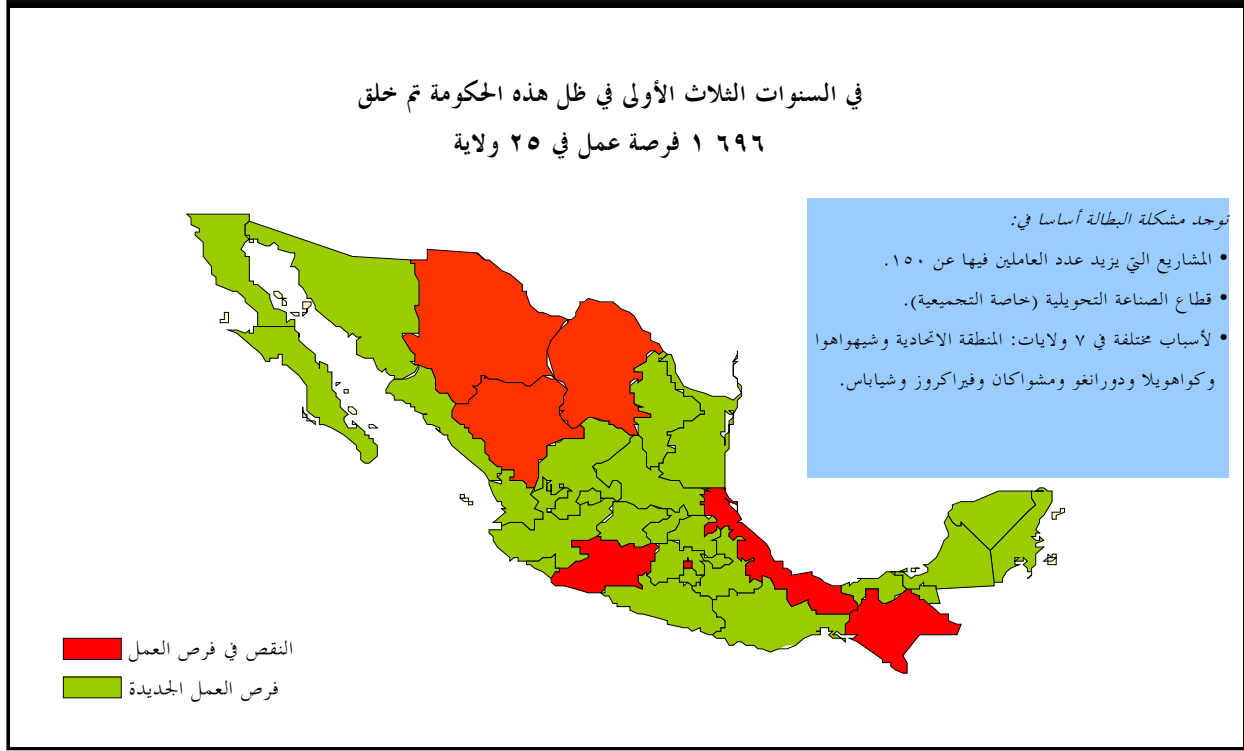 في السنوات الثلاث الأولى في ظل هذه الحكومة تم خلق
٦٩٦ ١ فرصة عمل في ٢٥ ولاية
توجد مشكلة البطالة أساسا في:
• المشاريع التي يزيد عدد العاملين فيها عن ١٥٠.
• قطاع الصناعة التحويلية (خاصة التجميعية).
• لأسباب مختلفة في ٧ ولايات: المنطقة الاتحادية وشيهواهوا
وكواهويلا ودورانغو ومشواكان وفيراكروز وشياباس.
النقص في فرص العمل
فرص العمل الجديدة